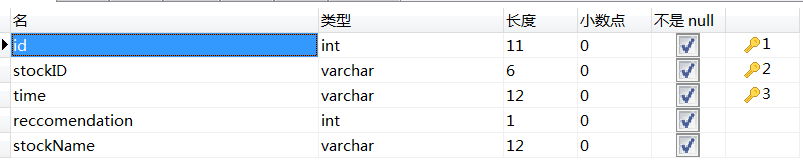 名 类型 长度 小数点 不是 null
id int 11 0 1
stockID varchar 6 0 2
time varchar 12 0 3
reccomendation int 1 0
stockName varchar 12 0